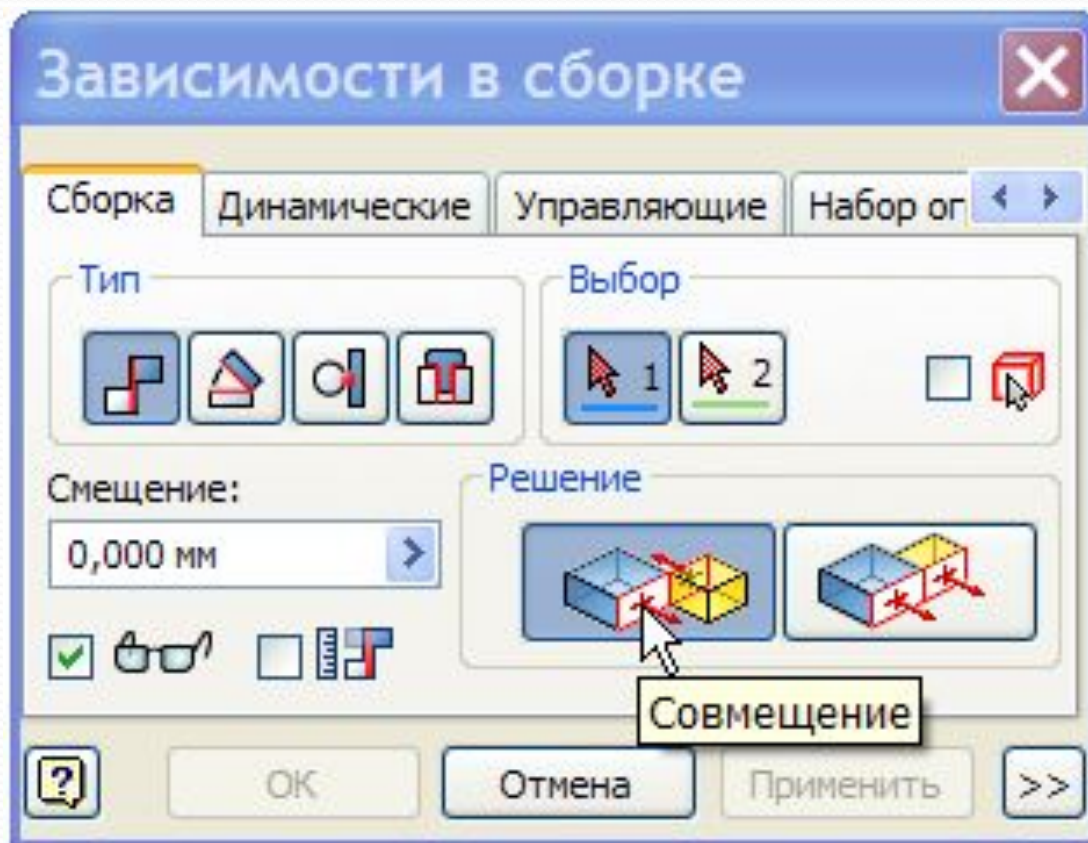 Зависимости в сборке
Сборка Динамические Управляющие Набор ог
Тип Выбор
1 2
Смещение: Решение
0,000 мм
Совмещение
? ОК Отмена Применить >>